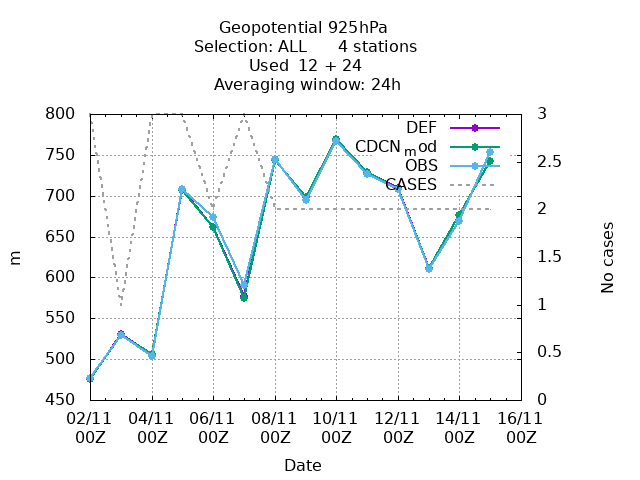 Geopotential 925hPa
Selection: ALL 4 stations
Used 12 + 24
Averaging window: 24h
800
750
700
650
600
550
500
450
m
3
2.5
2
1.5
1
0.5
0
No cases
DEF
CDCN_mod
OBS
CASES
02/11 04/11 06/11 08/11 10/11 12/11 14/11 16/11
00Z 00Z 00Z 00Z 00Z 00Z 00Z 00Z
Date